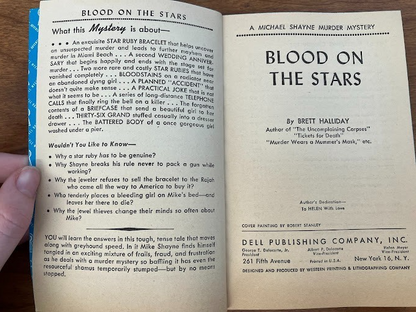 BLOOD ON THE STARS
What this Mystery is about—
• • • An exquisite STAR RUBY BRACELET that helps uncover
an unsuspected murder and leads to further mayhem and
murder in Miami Beach . . . A second WEDDING ANNIVER-
SARY that begins happily and ends with the stage set for
murder . . . Two more rare and costly STAR RUBIES that have
vanished completely . . . BLOODSTAINS on a radiator near
an abandoned dying girl . . . A PLANNED "ACCIDENT" that
doesn't quite make sense . . . A PRACTICAL JOKE that is not
what it seems to be . . . A series of long-distance TELEPHONE
CALLS that finally ring the bell on a killer . . . The forgotten
contents of a BRIEFCASE that send a beautiful girl to her
death . . . THIRTY-SIX GRAND stuffed casually into a dresser
drawer . . . The BATTERED BODY of a once gorgeous girl
washed under a pier.
Wouldn't You Like to Know—
• Why a star ruby has to be genuine?
• Why Shayne breaks his rule never to pack a gun while
working?
• Why the jeweler refuses to sell the bracelet to the Rajah
who came all the way to America to buy it?
• Who tenderly places a bleeding girl in Mike's bed—and
leaves her there to die?
• Why the jewel thieves change their minds so often about
Mike?
YOU will learn the answers in this tough, tense tale that moves
along with greyhound speed. In it Mike Shayne finds himself
tangled in an exciting mixture of frails, fraud, and frustration
as he deals with a murder mystery so baffling it has even the
resourceful shamus temporarily stumped—but by no means
stopped.
A MICHAEL SHAYNE MURDER MYSTERY
BLOOD ON
THE STARS
By BRETT HALLIDAY
Author of "The Uncomplaining Corpses"
"Tickets for Death"
"Murder Wears a Mummer's Mask," etc.
Author's Dedication—
To HELEN With Love
COVER PAINTING BY ROBERT STANLEY
DELL PUBLISHING COMPANY, INC.
George T. Delacorte, Jr.
President
Albert P. Delacorte
Vice-President
Helen Meyer
Vice-President
261 Fifth Avenue
Printed in U.S.A.
New York 16, N.Y.
DESIGNED AND PRODUCED BY WESTERN PRINTING & LITHOGRAPHING COMPANY